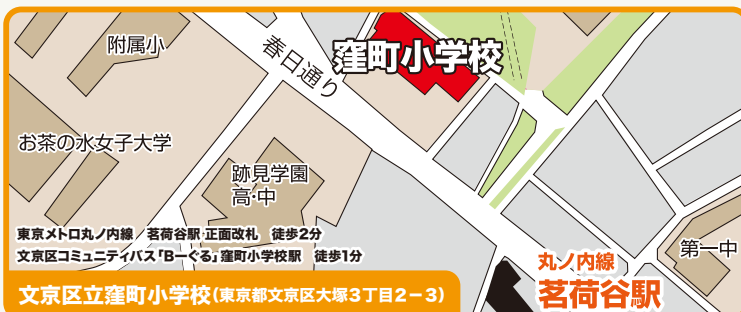 附属小
春日通り
窪町小学校
お茶の水女子大学
跡見学園
高・中
東京メトロ丸ノ内線 茗荷谷駅 正面改札 徒歩2分
文京区コミュニティバス「Bーぐる」窪町小学校駅 徒歩1分
丸ノ内線
茗荷谷駅
第一中
文京区立窪町小学校(東京都文京区大塚3丁目2−3)